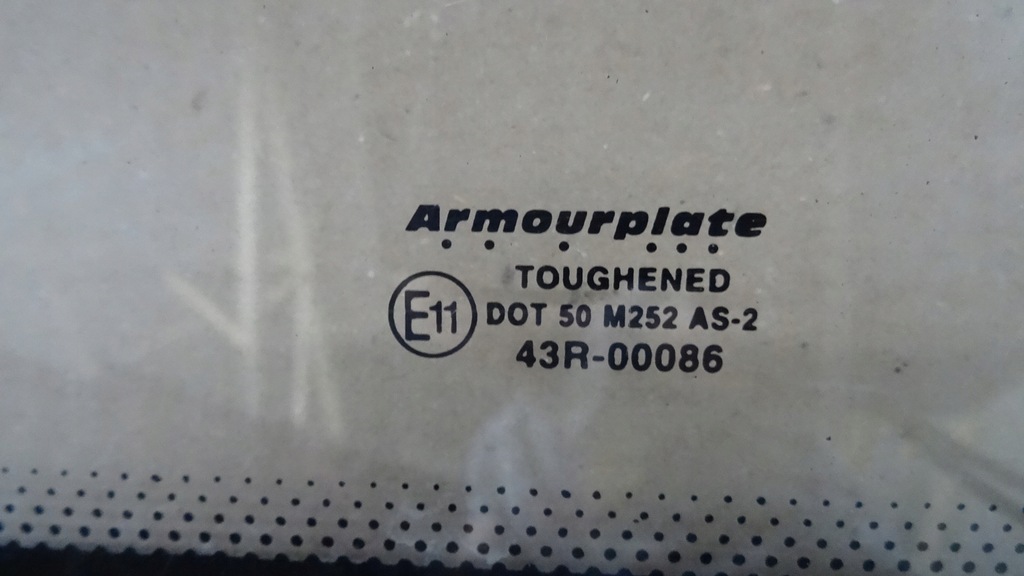 Armourplate
TOUGHENED
E11 DOT 50 M252 AS-2
43R-00086